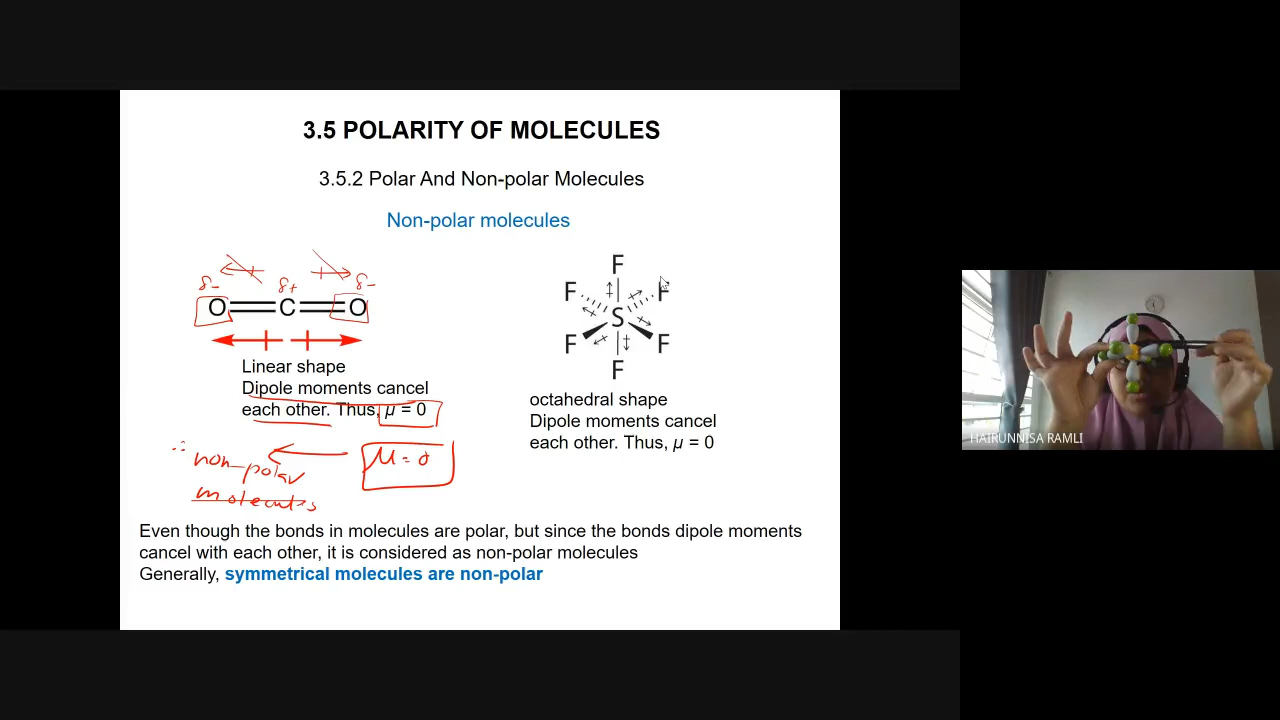 3.5 POLARITY OF MOLECULES
3.5.2 Polar And Non-polar Molecules
Non-polar molecules
δ- δ+ δ-
O C O
Linear shape
Dipole moments cancel
each other. Thus, µ = 0
∴ non-polar
molecules
µ = 0
F
F F
S
F F
F
octahedral shape
Dipole moments cancel
each other. Thus, µ = 0
Even though the bonds in molecules are polar, but since the bonds dipole moments
cancel with each other, it is considered as non-polar molecules
Generally, symmetrical molecules are non-polar
HAIRUNNISA RAMLI